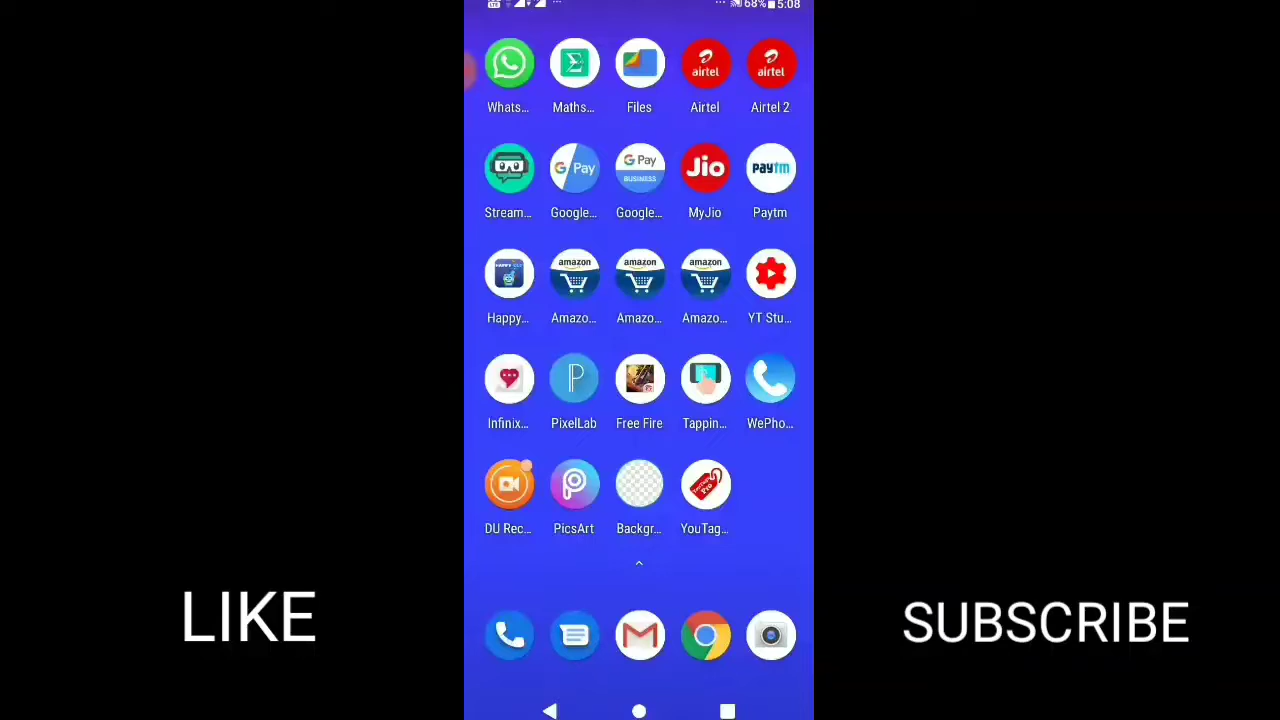 68% 5:08
airtel airtel
Whats... Maths... Files Airtel Airtel 2
G Pay G Pay BUSINESS Jio paytm
Stream... Google... Google... MyJio Paytm
amazon amazon amazon
Happy... Amazo... Amazo... Amazo... YT Stu...
Infinix... PixelLab Free Fire Tappin... WePho...
DU Rec... PicsArt Backgr... YouTag...
LIKE
SUBSCRIBE